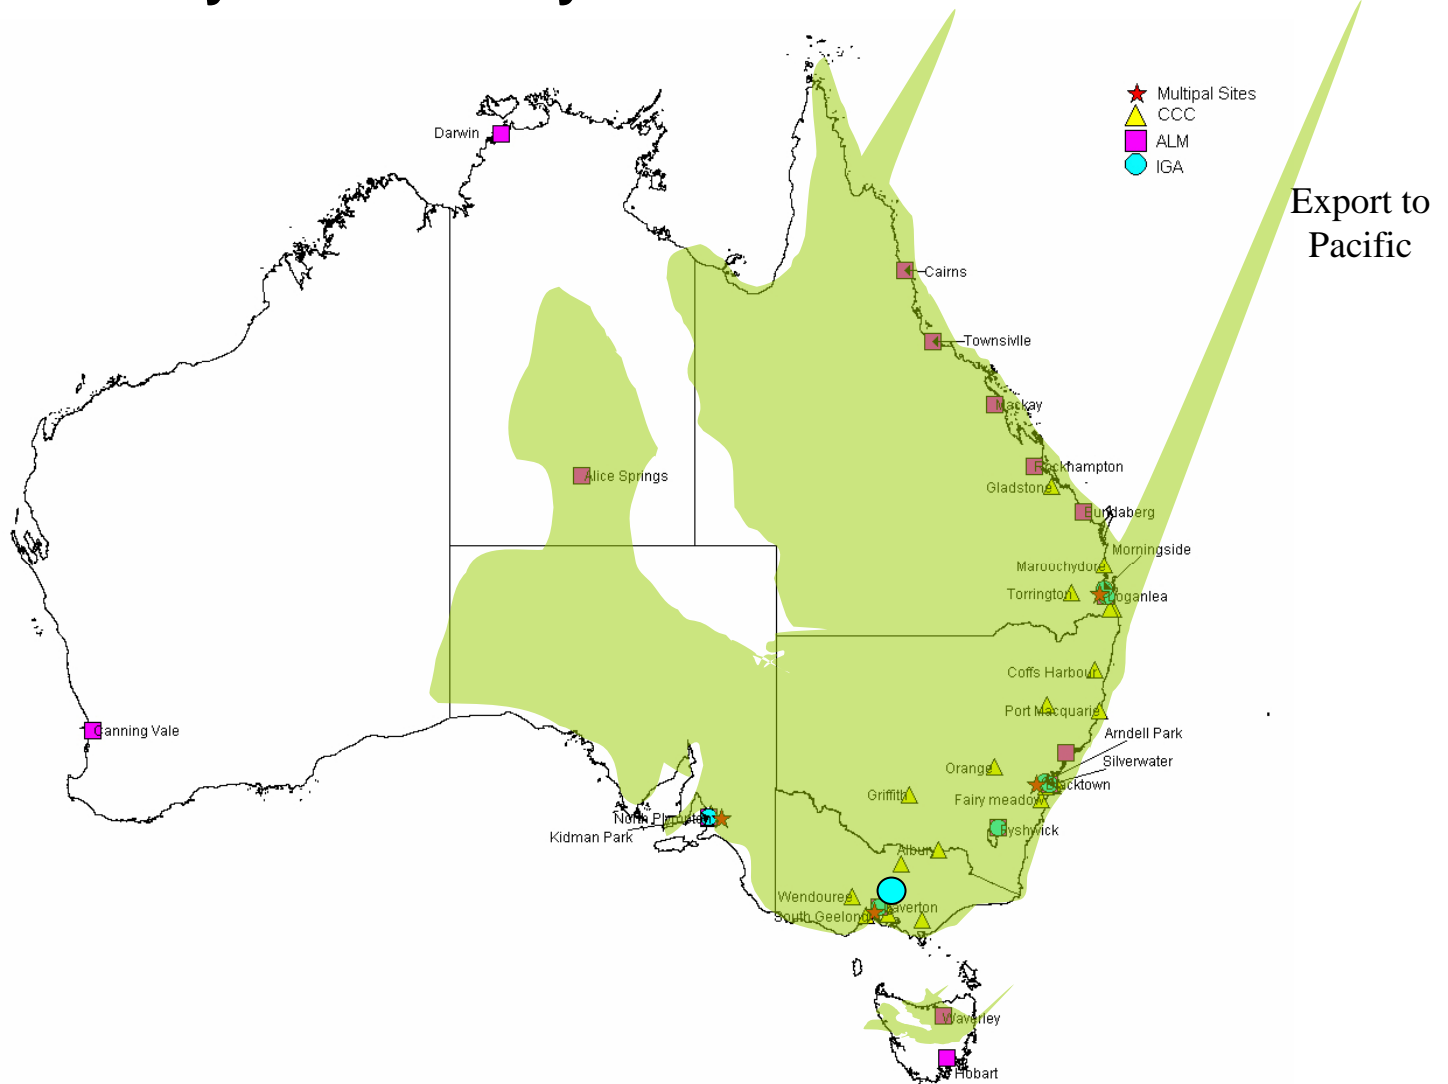 Multipal Sites
CCC
ALM
IGA
Darwin
Export to
Pacific
Cairns
Townsivlle
Mackay
Rockhampton
Alice Springs
Gladstone
Bundaberg
Morningside
Maroochydore
Torrington
Loganlea
Coffs Harbour
Port Macquarie
Canning Vale
Arndell Park
Silverwater
Orange
Blacktown
Griffith
Fairy meadow
North Plympton
Fyshwick
Kidman Park
Albury
Wendouree
Laverton
South Geelong
Waverley
Hobart